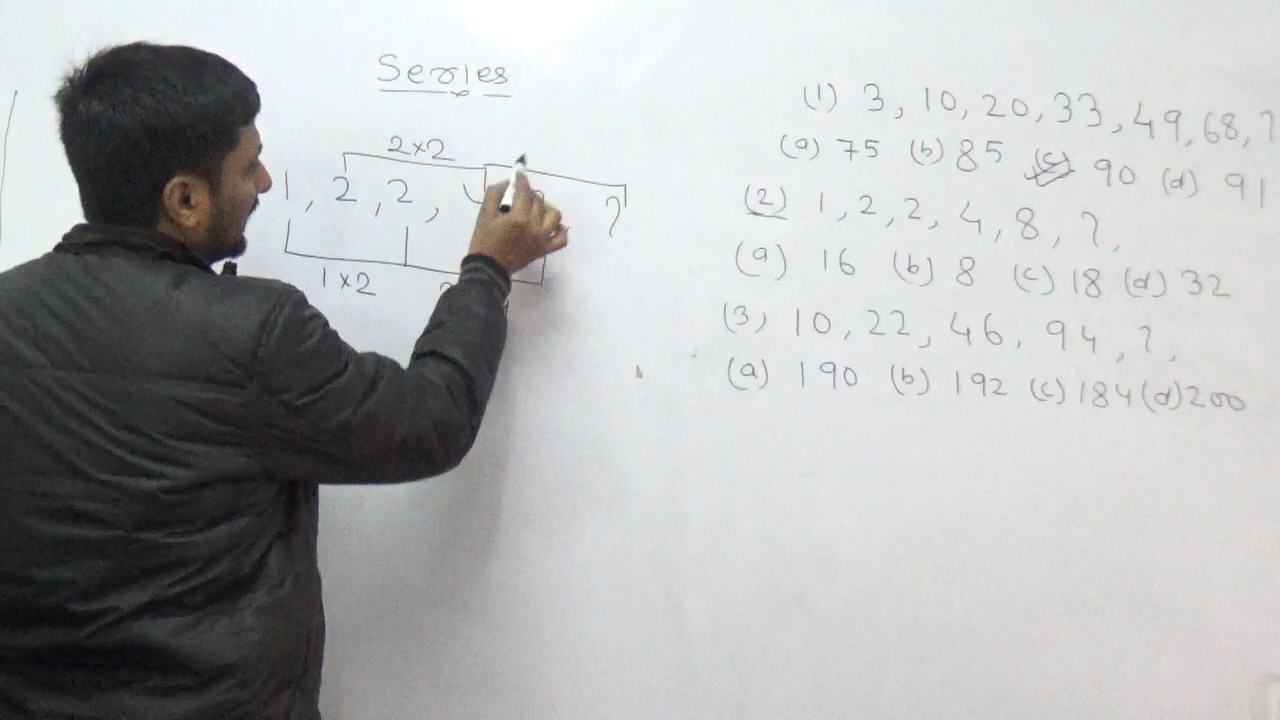 Series
2×2
1, 2, 2,
?
1×2
(1) 3, 10, 20, 33, 49, 68, ?
(a) 75 (b) 85 (c) 90 (d) 91
(2) 1, 2, 2, 4, 8, ?.
(a) 16 (b) 8 (c) 18 (d) 32
(3) 10, 22, 46, 94, ?.
(a) 190 (b) 192 (c) 184 (d) 200